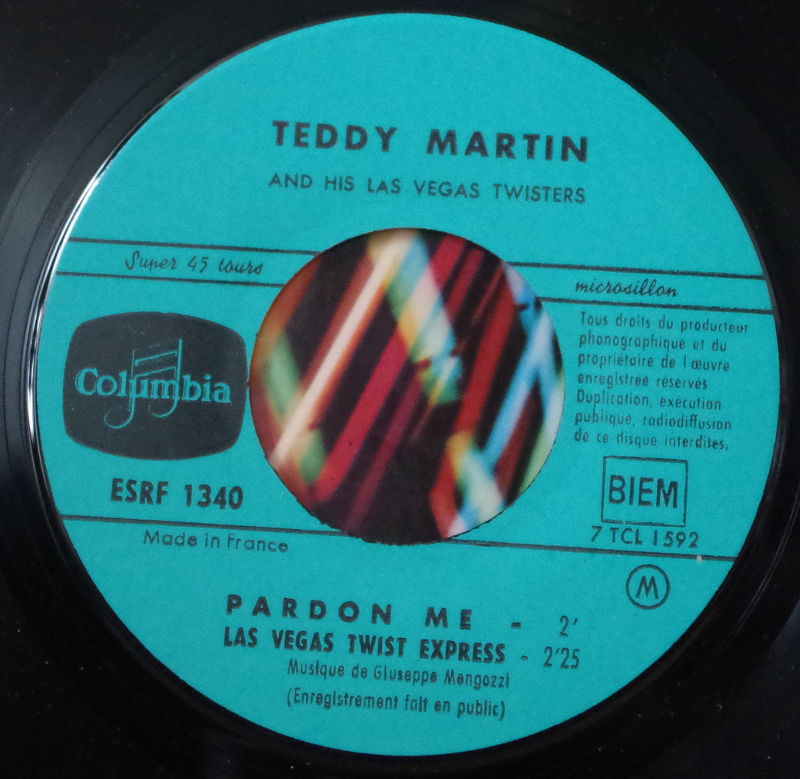 TEDDY MARTIN
AND HIS LAS VEGAS TWISTERS
Super 45 tours
microsillon
Tous droits du producteur
phonographique et du
propriétaire de l'œuvre
enregistrée réservés
Duplication, exécution
publique, radiodiffusion
de ce disque interdites.
Columbia
ESRF 1340
BIEM
7 TCL 1592
Made in France
M
PARDON ME - 2'
LAS VEGAS TWIST EXPRESS - 2'25
Musique de Giuseppe Mengozzi
(Enregistrement fait en public)